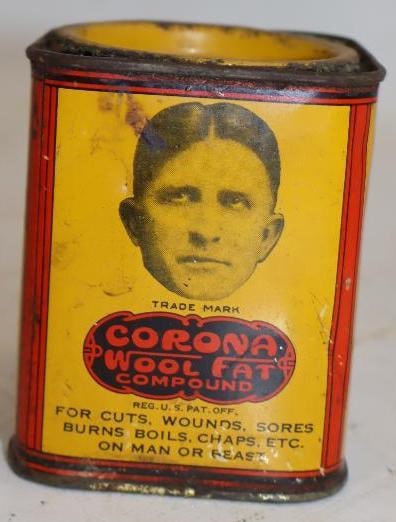 TRADE MARK
CORONA
WOOL FAT
COMPOUND
REG. U.S. PAT. OFF.
FOR CUTS, WOUNDS, SORES
BURNS, BOILS, CHAPS, ETC.
ON MAN OR BEAST